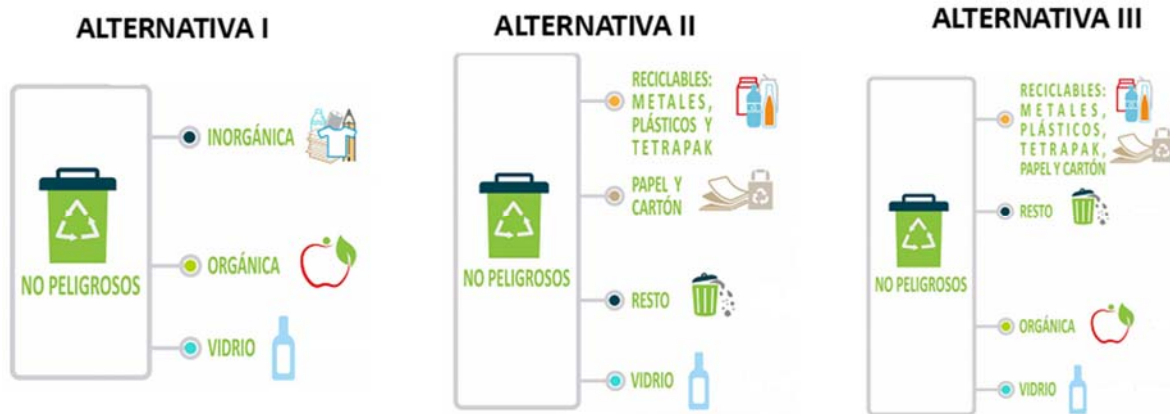 ALTERNATIVA I
INORGÁNICA
NO PELIGROSOS
ORGÁNICA
VIDRIO
ALTERNATIVA II
RECICLABLES:
METALES,
PLÁSTICOS Y
TETRAPAK
PAPEL Y
CARTÓN
NO PELIGROSOS
RESTO
VIDRIO
ALTERNATIVA III
RECICLABLES:
METALES,
PLÁSTICOS,
TETRAPAK,
PAPEL Y CARTÓN
RESTO
NO PELIGROSOS
ORGÁNICA
VIDRIO